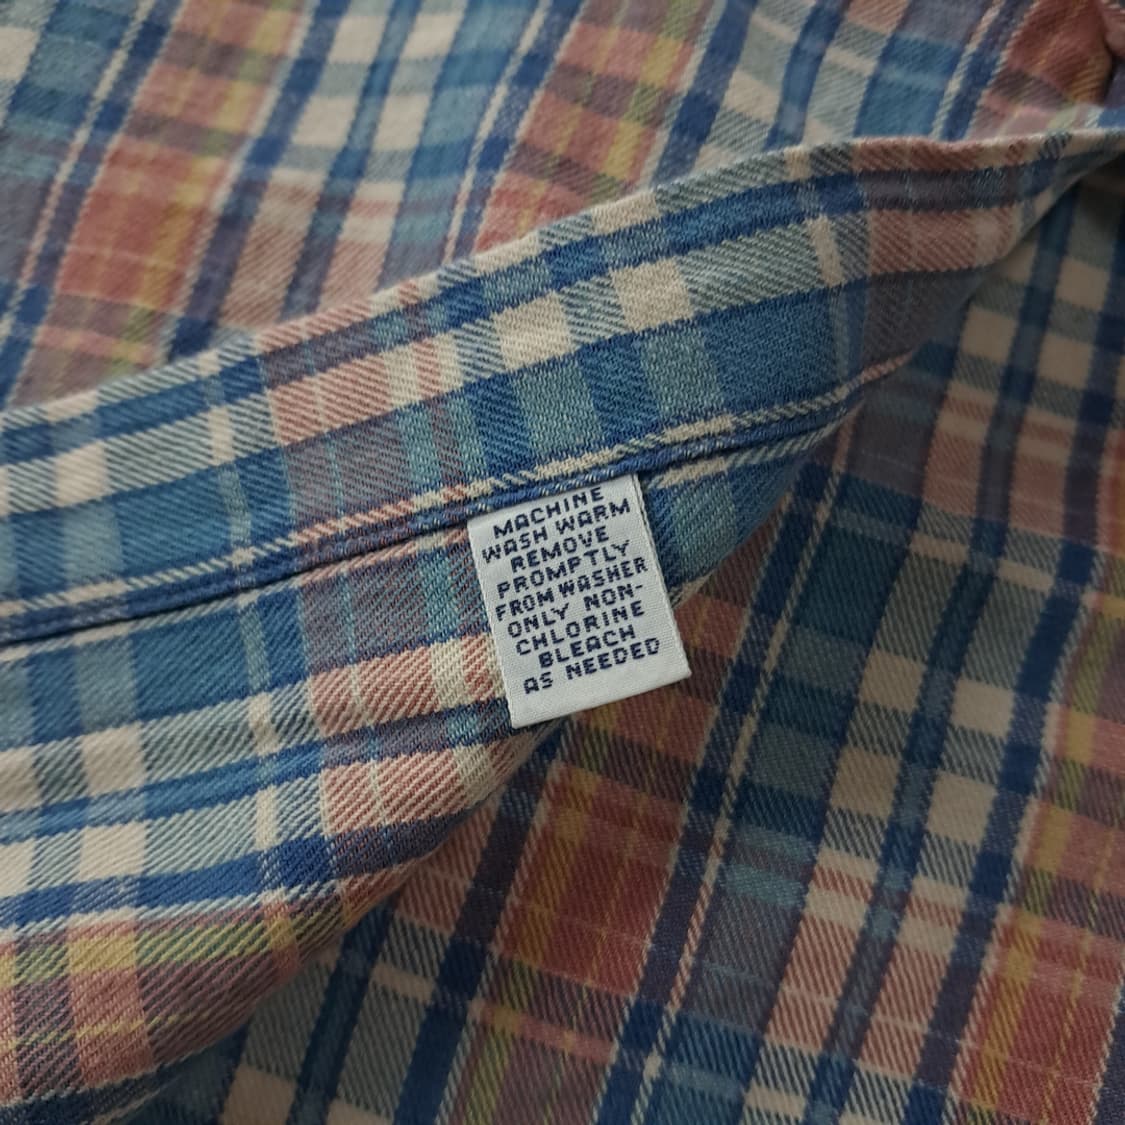 MACHINE
WASH WARM
REMOVE
PROMPTLY
FROM WASHER
ONLY NON-
CHLORINE
BLEACH
AS NEEDED